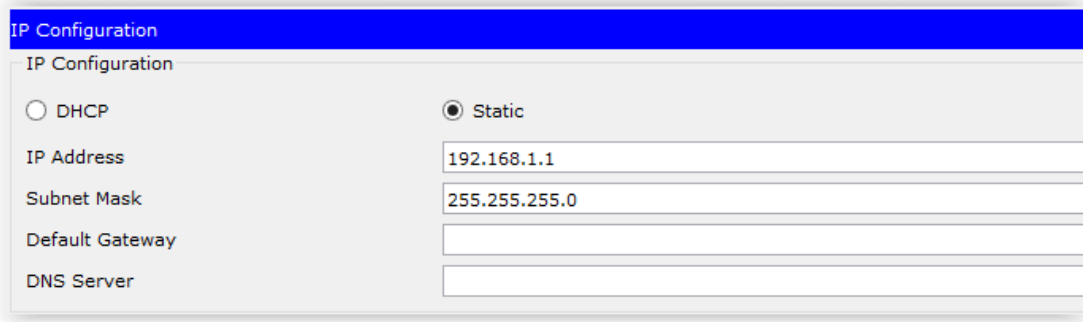 IP Configuration
IP Configuration
DHCP Static
IP Address 192.168.1.1
Subnet Mask 255.255.255.0
Default Gateway
DNS Server